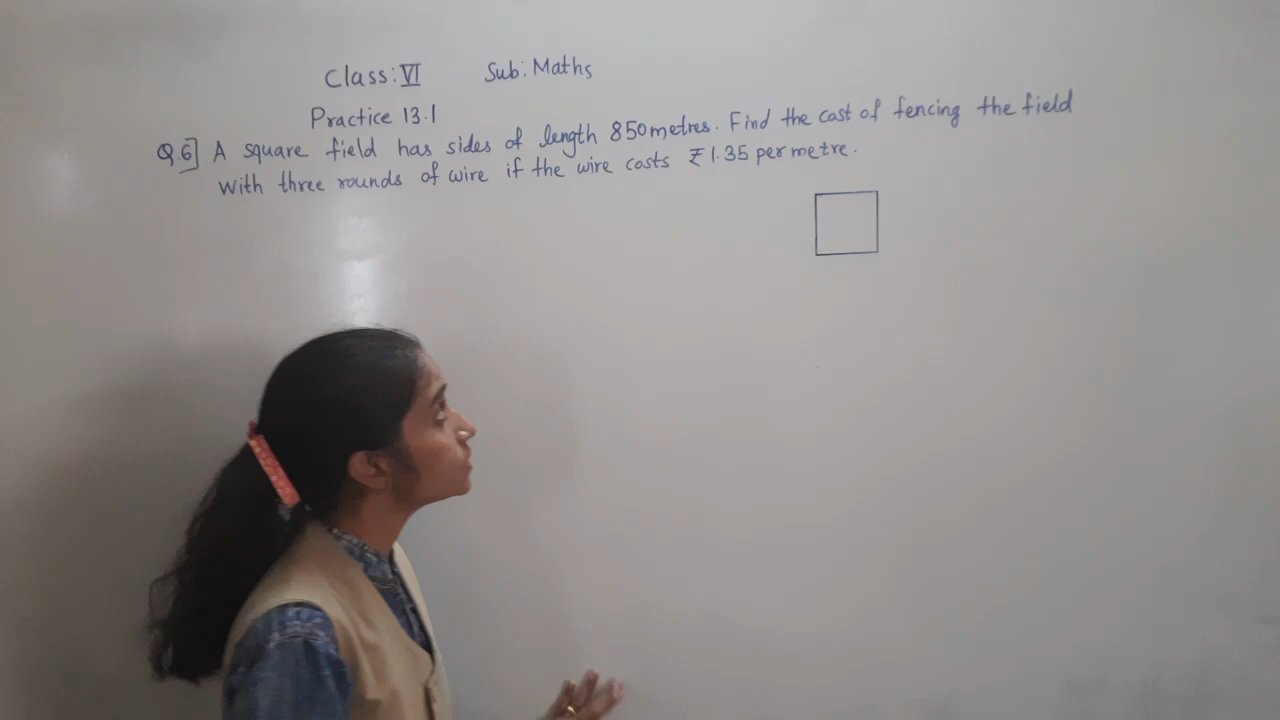 Class: VI Sub: Maths
Practice 13.1
Q.6] A square field has sides of length 850 metres. Find the cost of fencing the field
with three rounds of wire if the wire costs ₹1.35 per metre.